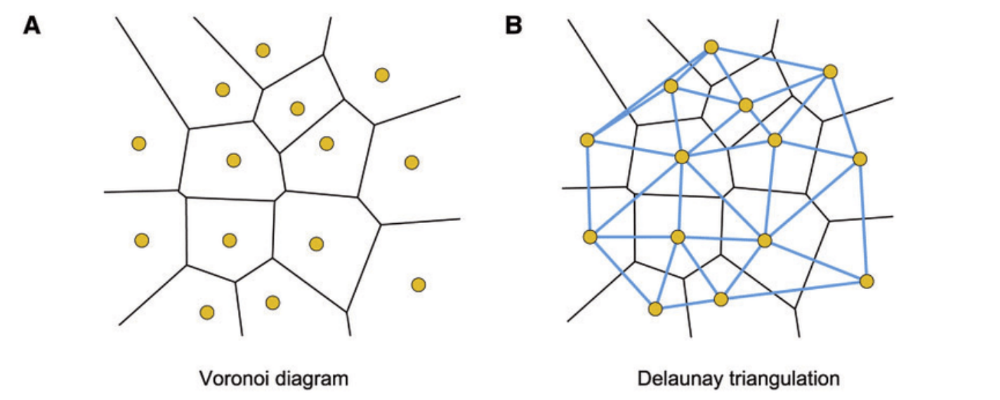 A
B
Voronoi diagram
Delaunay triangulation